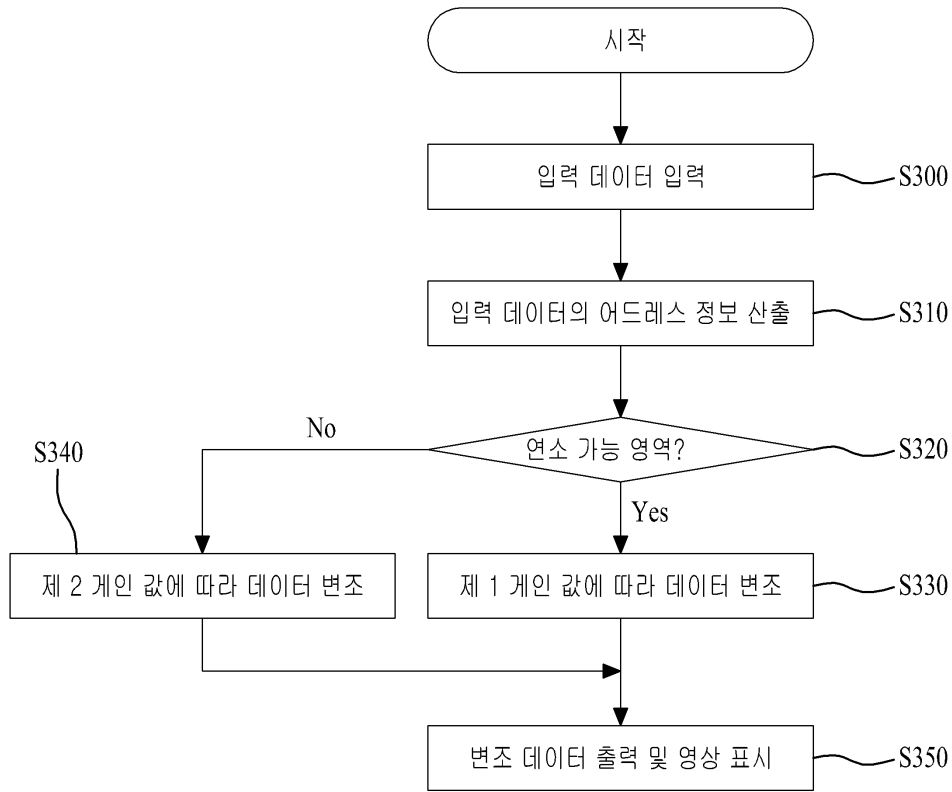 시작
입력 데이터 입력
S300
입력 데이터의 어드레스 정보 산출
S310
연소 가능 영역?
S320
No
Yes
S340
제 2 게인 값에 따라 데이터 변조
제 1 게인 값에 따라 데이터 변조
S330
변조 데이터 출력 및 영상 표시
S350